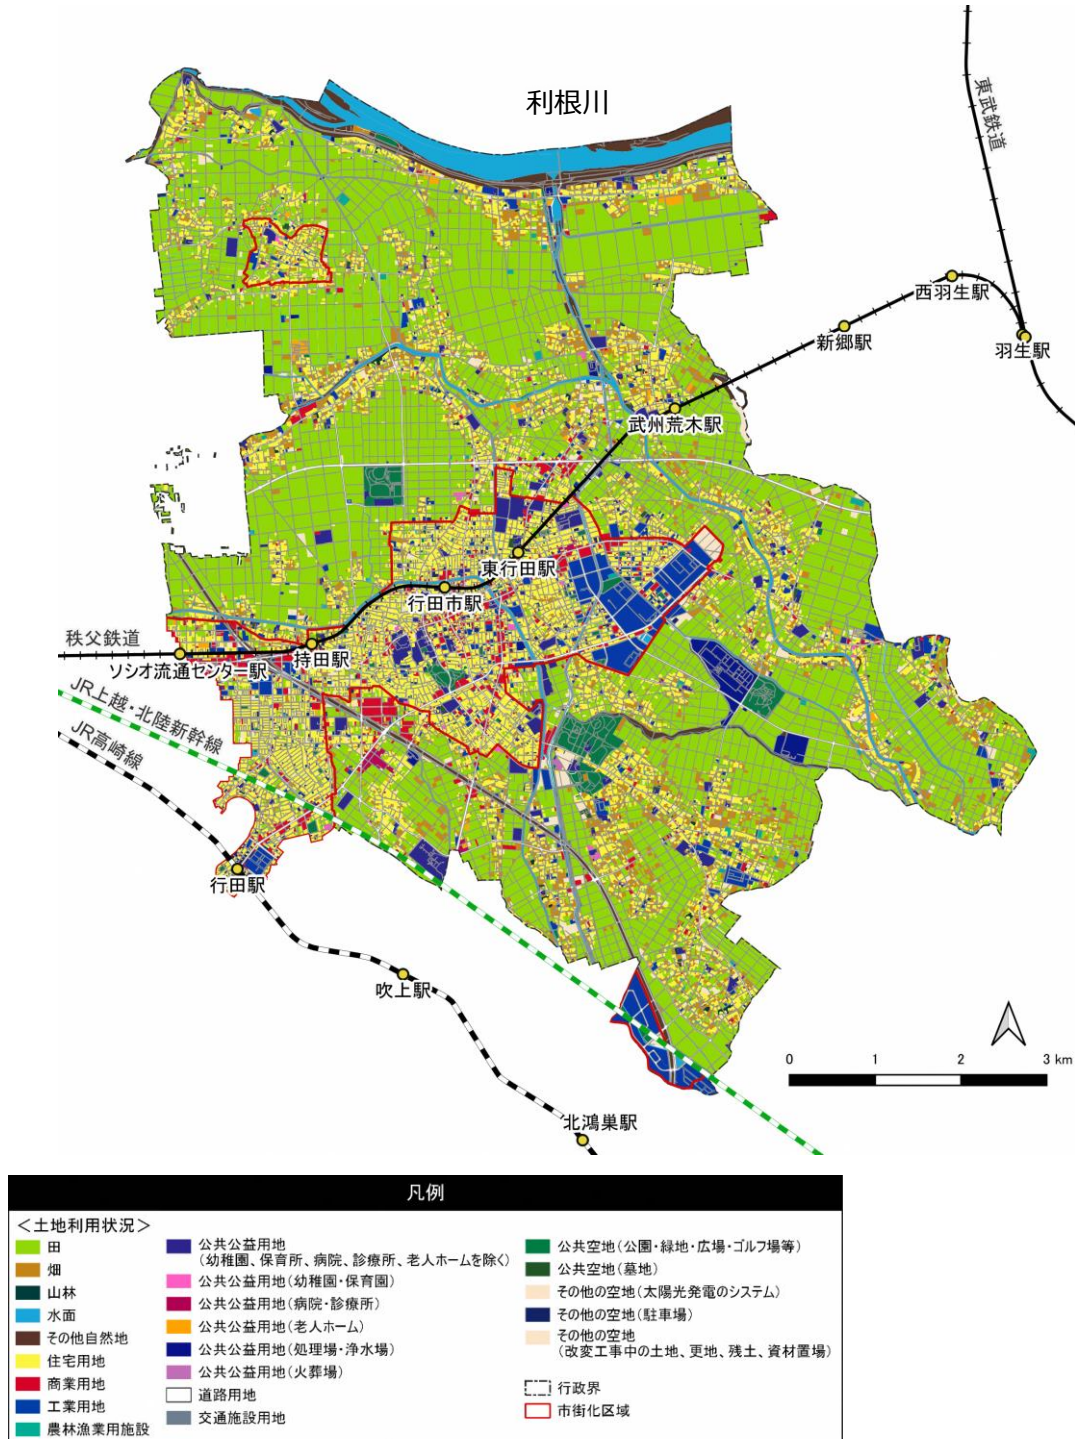 利根川
東武鉄道
西羽生駅
新郷駅
羽生駅
武州荒木駅
東行田駅
行田市駅
秩父鉄道
持田駅
ソシオ流通センター駅
JR上越・北陸新幹線
JR高崎線
行田駅
吹上駅
北鴻巣駅
0 1 2 3 km
凡例
<土地利用状況>
田
畑
山林
水面
その他自然地
住宅用地
商業用地
工業用地
農林漁業用施設
公共公益用地
(幼稚園、保育所、病院、診療所、老人ホームを除く)
公共公益用地(幼稚園・保育園)
公共公益用地(病院・診療所)
公共公益用地(老人ホーム)
公共公益用地(処理場・浄水場)
公共公益用地(火葬場)
道路用地
交通施設用地
公共空地(公園・緑地・広場・ゴルフ場等)
公共空地(墓地)
その他の空地(太陽光発電のシステム)
その他の空地(駐車場)
その他の空地
(改変工事中の土地、更地、残土、資材置場)
行政界
市街化区域